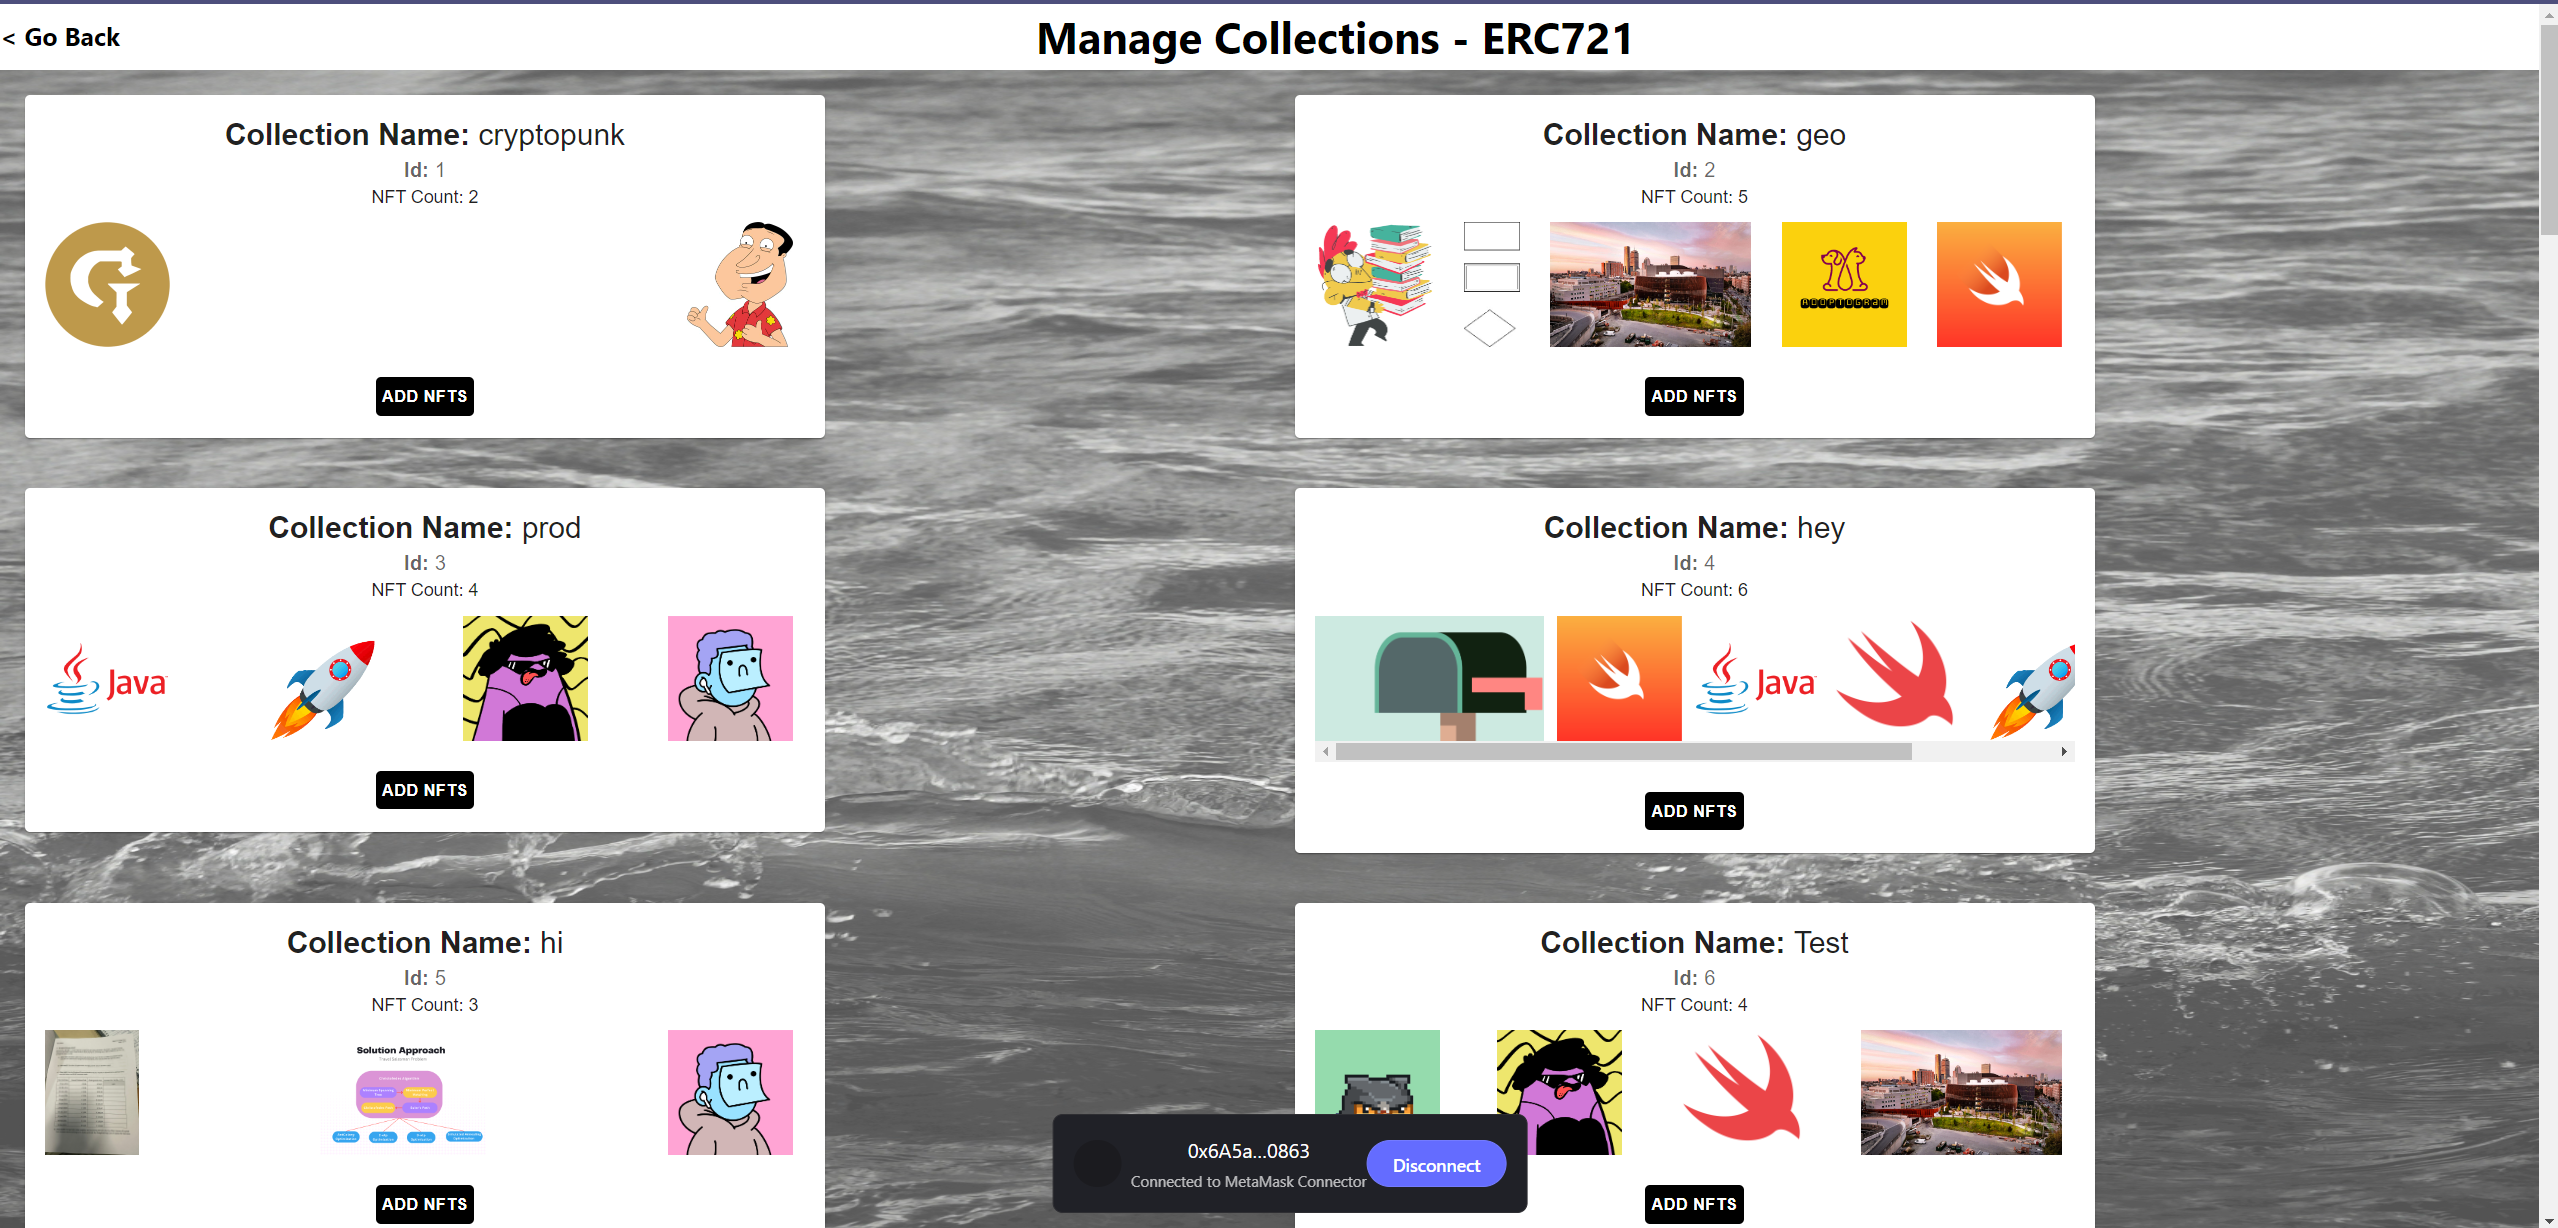 < Go Back
Manage Collections - ERC721
Collection Name: cryptopunk
Id: 1
NFT Count: 2
ADD NFTS
Collection Name: geo
Id: 2
NFT Count: 5
ADOPTOGRAM
ADD NFTS
Collection Name: prod
Id: 3
NFT Count: 4
Java
ADD NFTS
Collection Name: hey
Id: 4
NFT Count: 6
Java
ADD NFTS
Collection Name: hi
Id: 5
NFT Count: 3
Solution Approach
ADD NFTS
Collection Name: Test
Id: 6
NFT Count: 4
ADD NFTS
0x6A5a...0863
Connected to MetaMask Connector
Disconnect